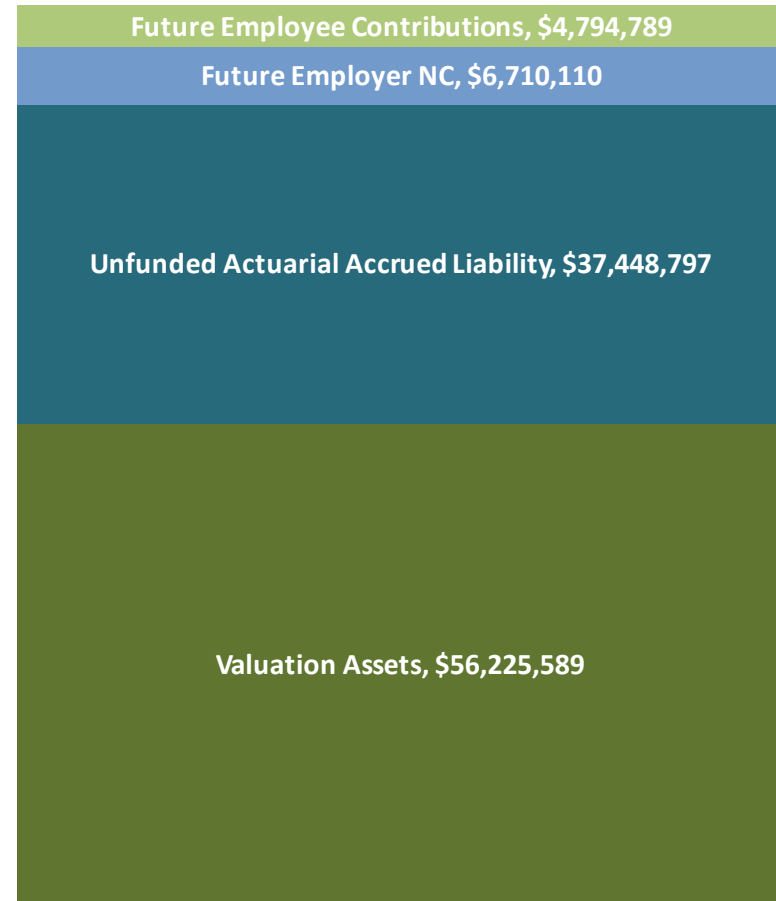 Future Employee Contributions, $4,794,789
Future Employer NC, $6,710,110
Unfunded Actuarial Accrued Liability, $37,448,797
Valuation Assets, $56,225,589